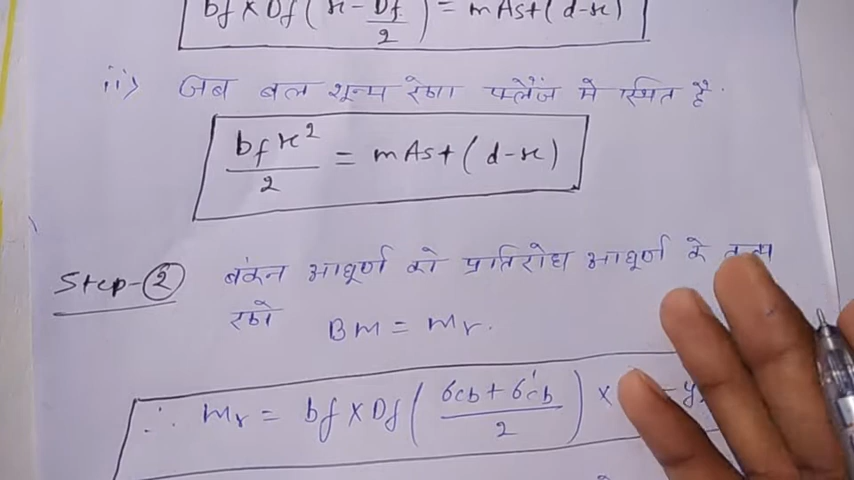 bf x Df (x - Df/2) = mAst (d-x)
ii) जब बल शून्य रेखा फ्लैंज मे स्थित है.
bf x²/2 = mAst (d-x)
Step-② बंकन आघूर्ण को प्रतिरोध आघूर्ण के तुल्य
रखे BM = Mr.
∴ Mr = bf x Df (σcb + σ'cb / 2) x